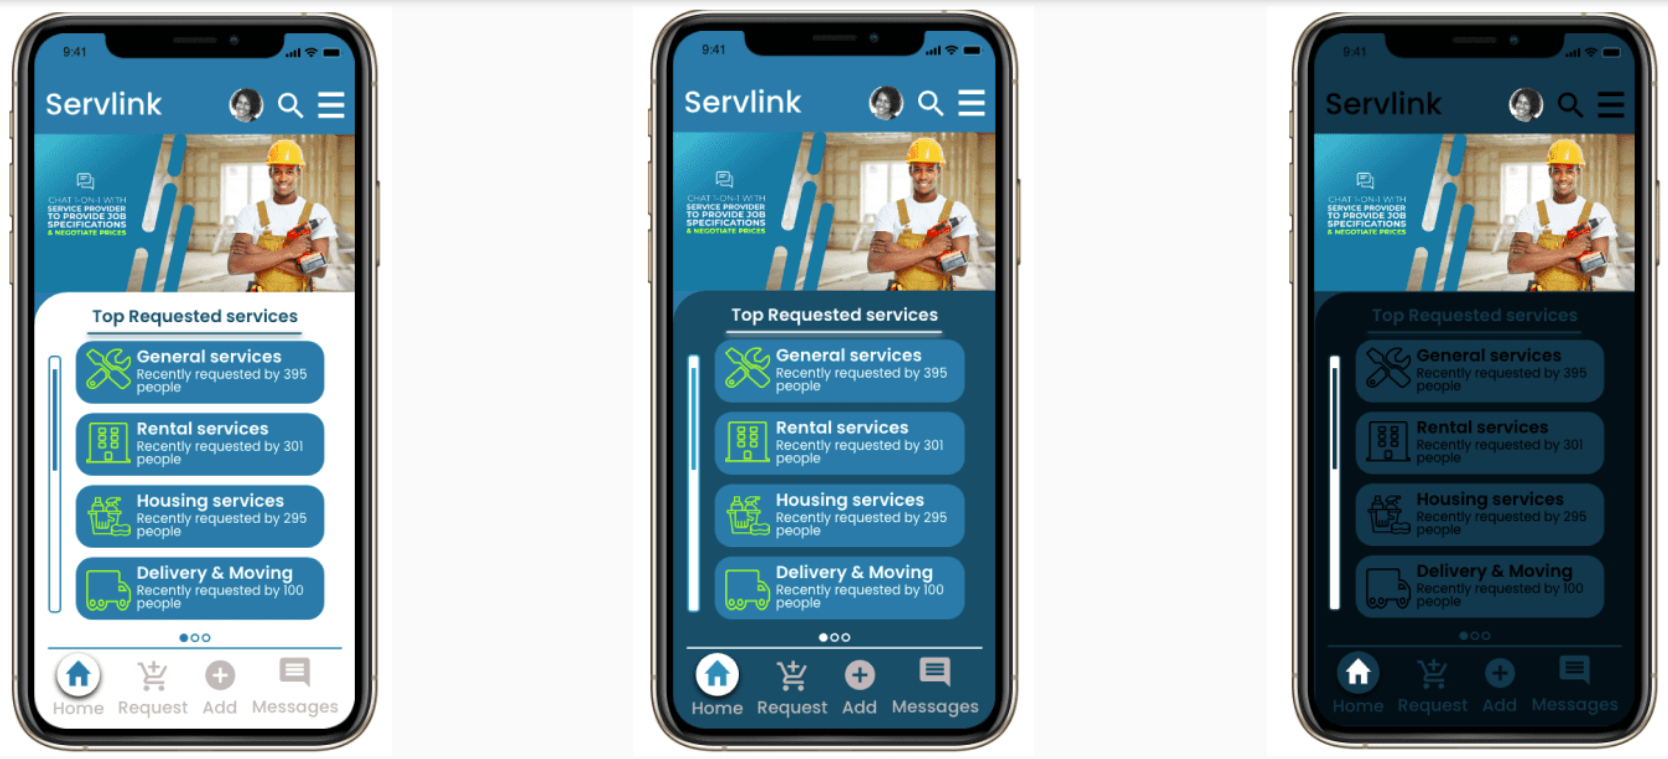 9:41
Servlink
CHAT 1-ON-1 WITH
SERVICE PROVIDER
TO PROVIDE JOB
SPECIFICATIONS
& NEGOTIATE PRICES
Top Requested services
General services
Recently requested by 395
people
Rental services
Recently requested by 301
people
Housing services
Recently requested by 295
people
Delivery & Moving
Recently requested by 100
people
Home Request Add Messages
9:41
Servlink
CHAT 1-ON-1 WITH
SERVICE PROVIDER
TO PROVIDE JOB
SPECIFICATIONS
& NEGOTIATE PRICES
Top Requested services
General services
Recently requested by 395
people
Rental services
Recently requested by 301
people
Housing services
Recently requested by 295
people
Delivery & Moving
Recently requested by 100
people
Home Request Add Messages
9:41
Servlink
CHAT 1-ON-1 WITH
SERVICE PROVIDER
TO PROVIDE JOB
SPECIFICATIONS
& NEGOTIATE PRICES
Top Requested services
General services
Recently requested by 395
people
Rental services
Recently requested by 301
people
Housing services
Recently requested by 295
people
Delivery & Moving
Recently requested by 100
people
Home Request Add Messages